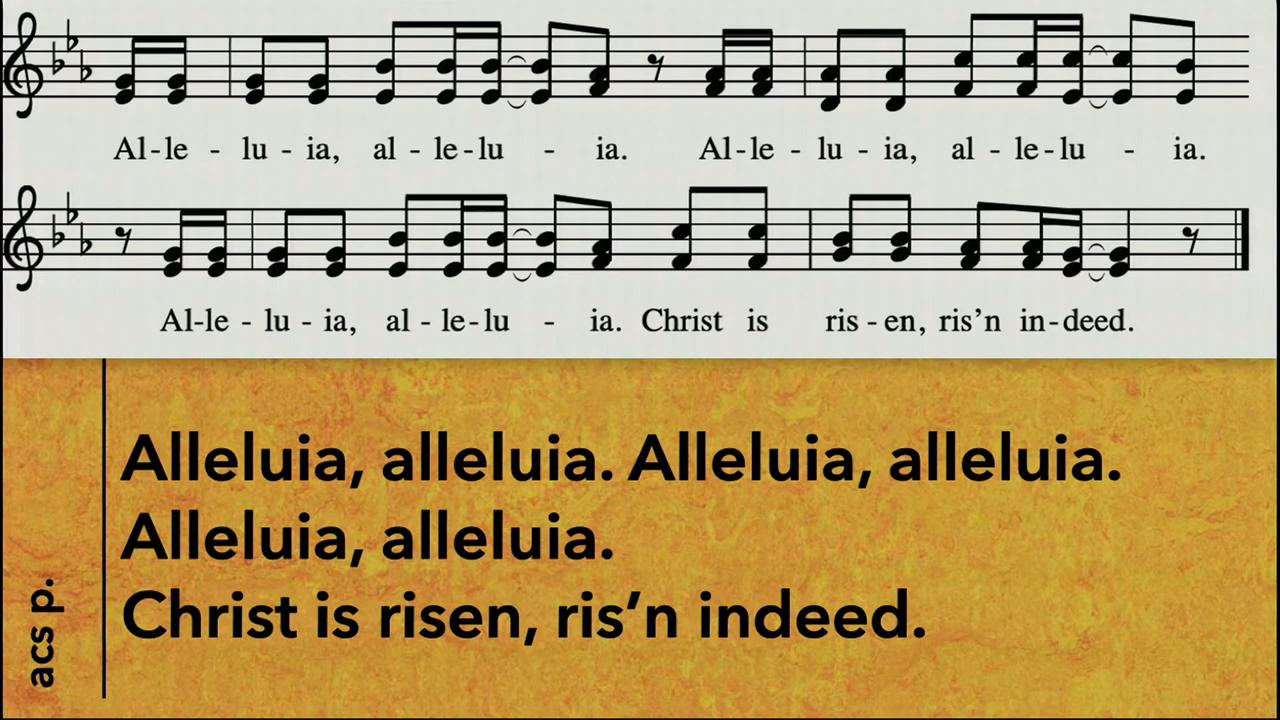 Al-le - lu - ia, al - le-lu - ia. Al-le - lu - ia, al - le-lu - ia.
Al-le - lu - ia, al - le-lu - ia. Christ is ris - en, ris’n in-deed.
Alleluia, alleluia. Alleluia, alleluia.
Alleluia, alleluia.
Christ is risen, ris’n indeed.
acs p.